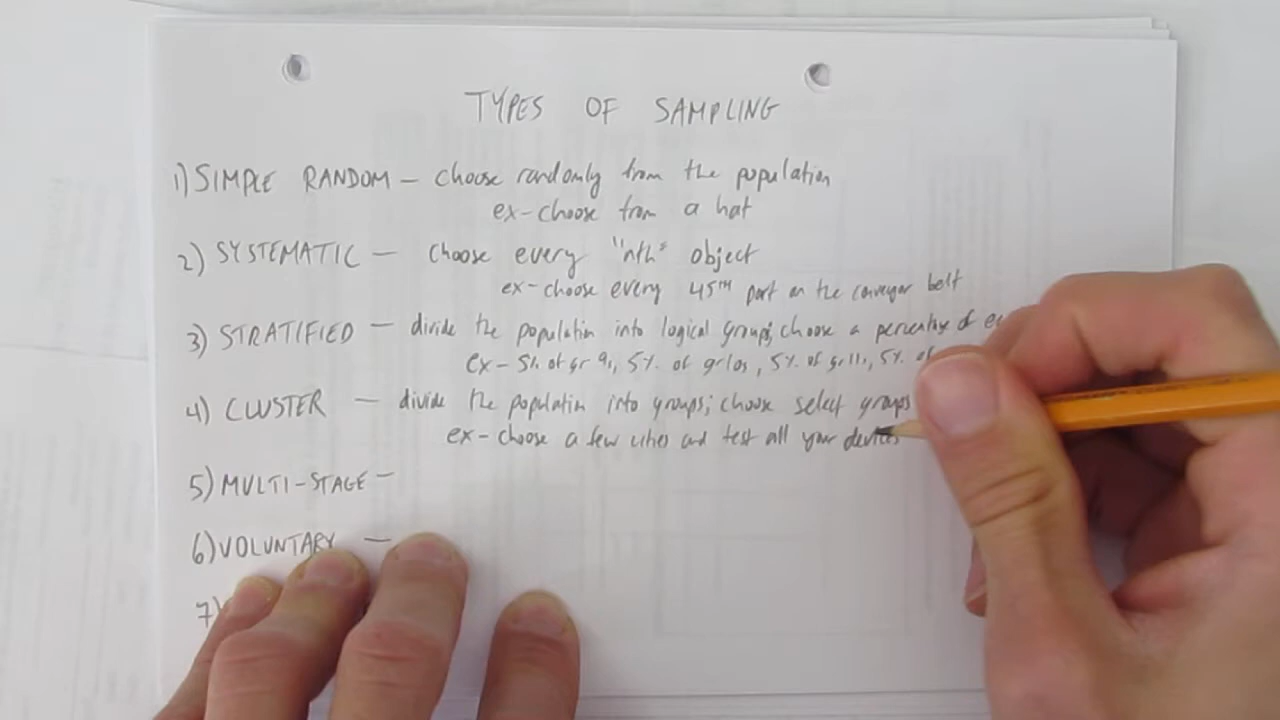 TYPES OF SAMPLING
1) SIMPLE RANDOM - choose randomly from the population
ex - choose from a hat
2) SYSTEMATIC - choose every "nth" object
ex - choose every 45TH part on the conveyor belt
3) STRATIFIED - divide the population into logical groups; choose a percentage of
ex - 5% of gr 9s, 5% of gr 10s, 5% of gr 11s, 5% of
4) CLUSTER - divide the population into groups; choose select groups
ex - choose a few cities and test all your devices
5) MULTI-STAGE -
6) VOLUNTARY -
7)